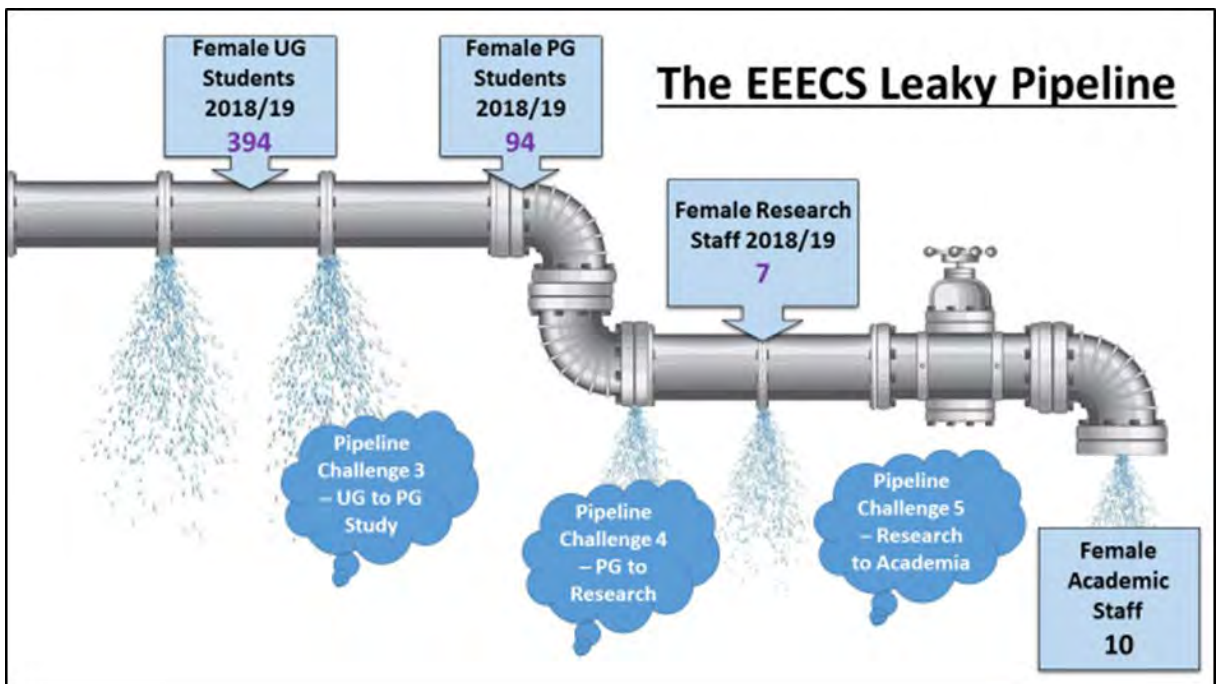 The EEECS Leaky Pipeline
Female UG
Students
2018/19
394
Female PG
Students
2018/19
94
Female Research
Staff 2018/19
7
Pipeline
Challenge 3
– UG to PG
Study
Pipeline
Challenge 4
– PG to
Research
Pipeline
Challenge 5
– Research
to Academia
Female
Academic
Staff
10